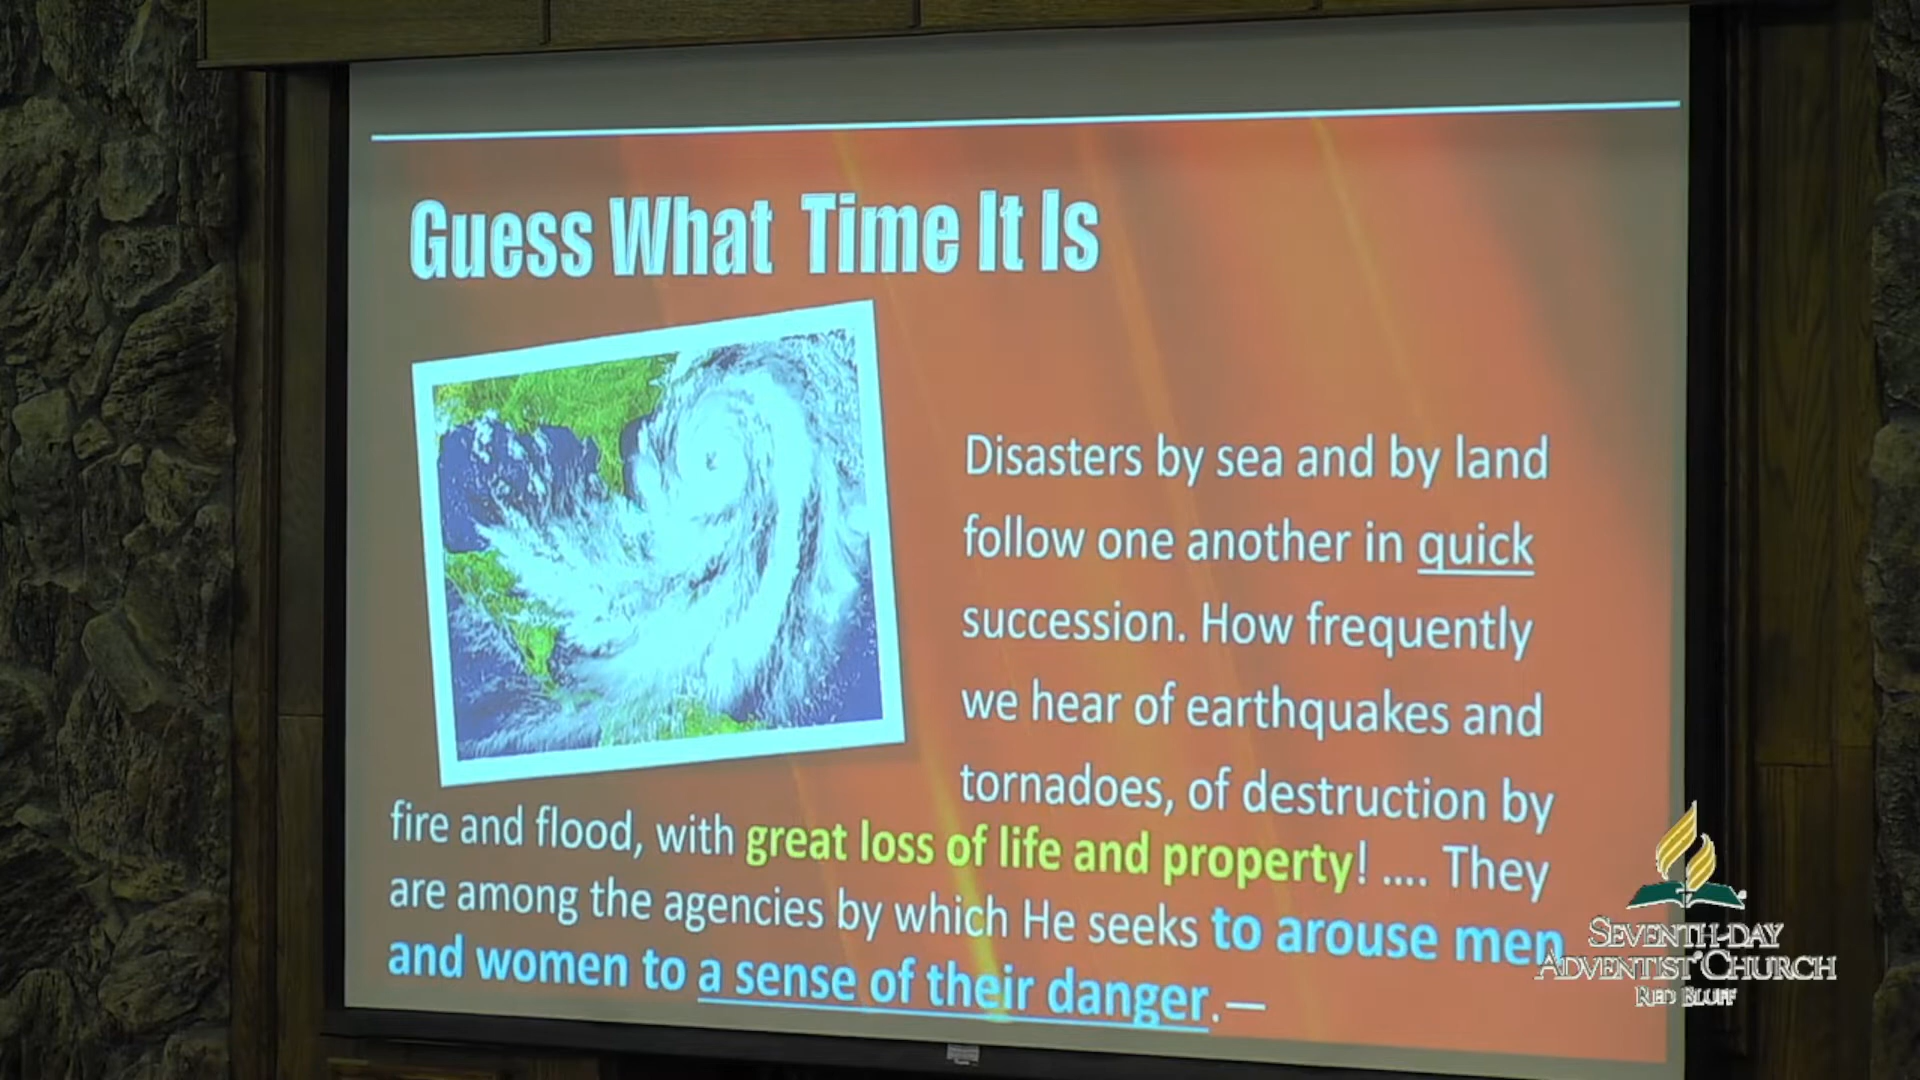 Guess What Time It Is
Disasters by sea and by land
follow one another in quick
succession. How frequently
we hear of earthquakes and
tornadoes, of destruction by
fire and flood, with great loss of life and property! .... They
are among the agencies by which He seeks to arouse men
and women to a sense of their danger.—
SEVENTH-DAY
ADVENTIST CHURCH
RED BLUFF